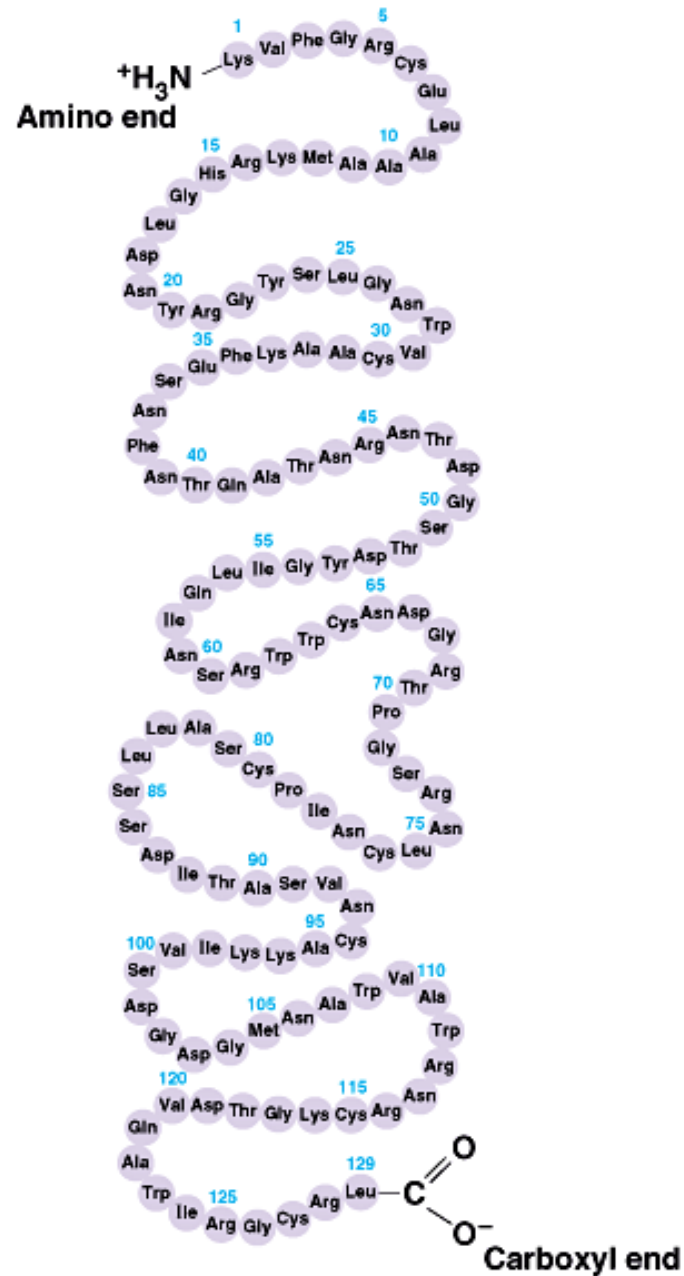 +H3N
Amino end
1 Lys Val Phe Gly 5 Arg Cys Glu Leu Ala
10 Ala Ala Met Lys Arg 15 His Gly Leu Asp Asn
20 Tyr Arg Gly Tyr Ser 25 Leu Gly Asn Trp Val
30 Cys Ala Ala Lys Phe 35 Glu Ser Asn Phe Asn
40 Thr Gln Ala Thr Asn 45 Arg Asn Thr Asp Gly
50 Ser Thr Asp Tyr Gly 55 Ile Leu Gln Ile Asn
60 Ser Arg Trp Trp Cys 65 Asn Asp Gly Arg Thr
70 Pro Gly Ser Arg Asn 75 Leu Cys Asn Ile Pro
80 Cys Ser Ala Leu Leu 85 Ser Ser Asp Ile Thr
90 Ala Ser Val Asn Cys 95 Ala Lys Lys Ile Val
100 Ser Asp Gly Asp Gly 105 Met Asn Ala Trp Val
110 Ala Trp Arg Asn Arg 115 Cys Lys Gly Thr Asp
120 Val Gln Ala Trp Ile 125 Arg Gly Cys Arg 129 Leu
C
O
O−
Carboxyl end